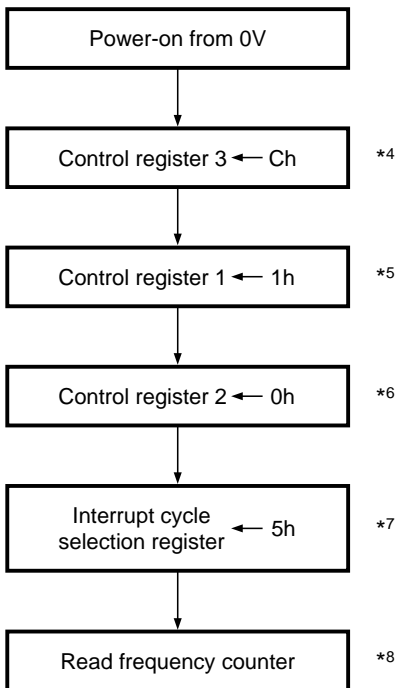 Power-on from 0V
Control register 3 ← Ch *4
Control register 1 ← 1h *5
Control register 2 ← 0h *6
Interrupt cycle
selection register ← 5h *7
Read frequency counter *8